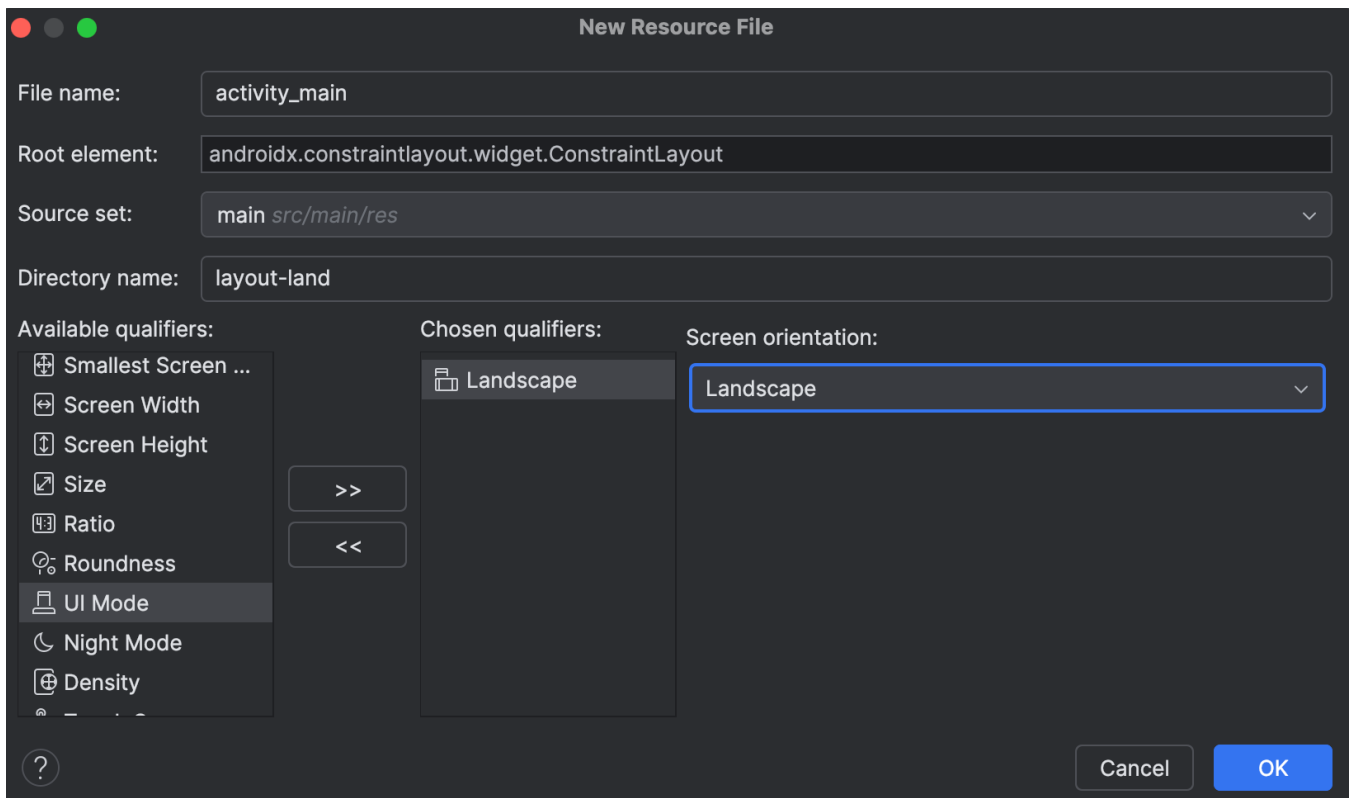 New Resource File
File name:
activity_main
Root element:
androidx.constraintlayout.widget.ConstraintLayout
Source set:
main src/main/res
Directory name:
layout-land
Available qualifiers:
Smallest Screen ...
Screen Width
Screen Height
Size
4:3 Ratio
Roundness
UI Mode
Night Mode
Density
>>
<<
Chosen qualifiers:
Landscape
Screen orientation:
Landscape
?
Cancel
OK